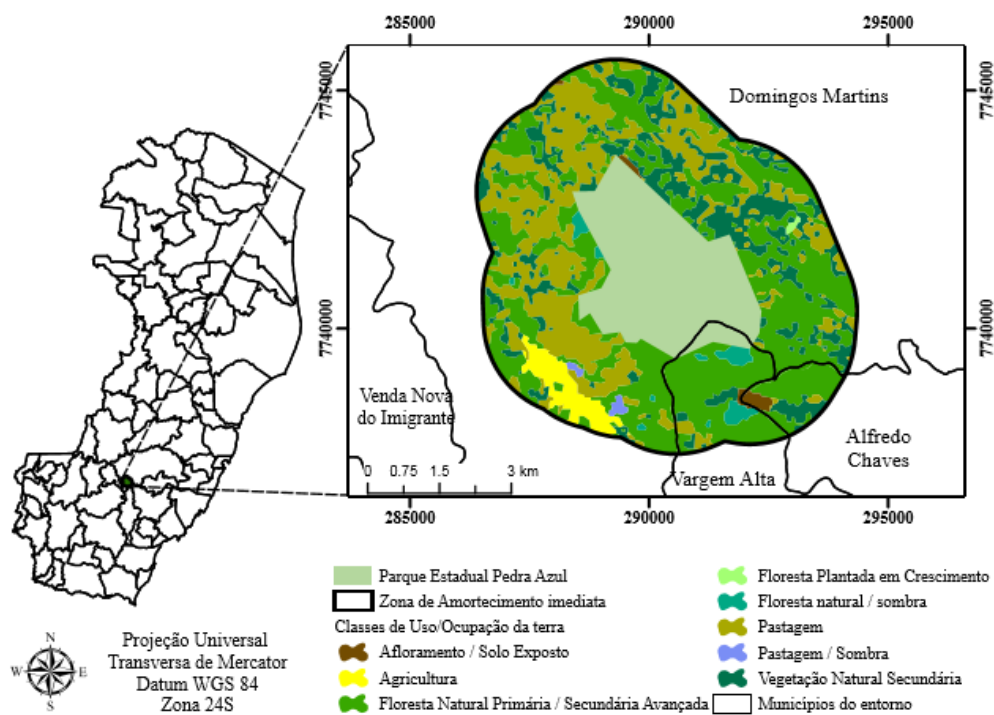 285000 290000 295000
7745000 7745000
Domingos Martins
7740000 7740000
Venda Nova
do Imigrante
Alfredo
Chaves
Vargem Alta
0 0.75 1.5 3 km
285000 290000 295000
Parque Estadual Pedra Azul
Zona de Amortecimento imediata
Classes de Uso/Ocupação da terra
Afloramento / Solo Exposto
Agricultura
Floresta Natural Primária / Secundária Avançada
Floresta Plantada em Crescimento
Floresta natural / sombra
Pastagem
Pastagem / Sombra
Vegetação Natural Secundária
Municípios do entorno
N
W E
S
Projeção Universal
Transversa de Mercator
Datum WGS 84
Zona 24S